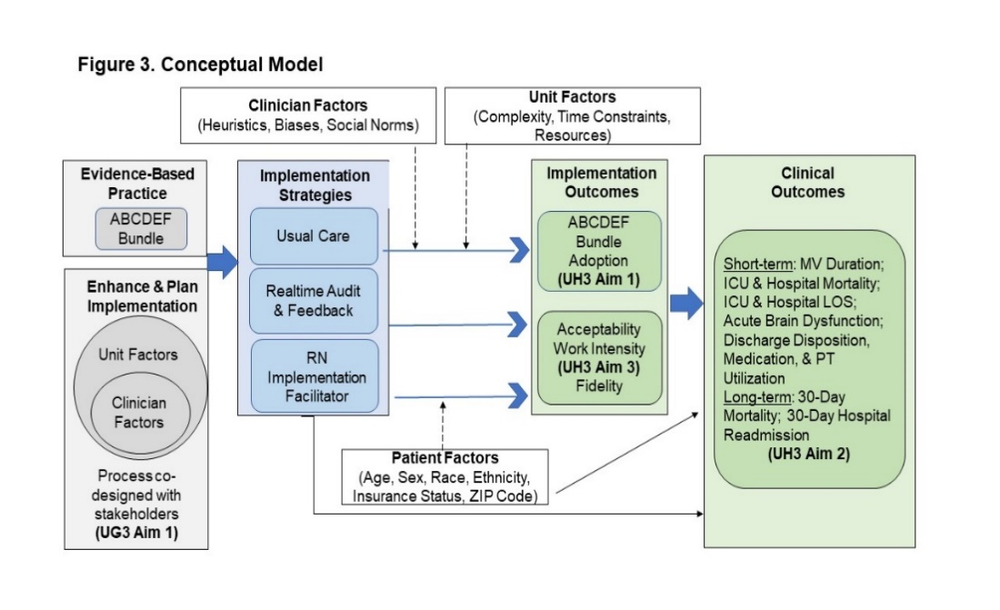 Figure 3. Conceptual Model
Clinician Factors
(Heuristics, Biases, Social Norms)
Unit Factors
(Complexity, Time Constraints,
Resources)
Evidence-Based
Practice
ABCDEF
Bundle
Enhance & Plan
Implementation
Unit Factors
Clinician
Factors
Process co-
designed with
stakeholders
(UG3 Aim 1)
Implementation
Strategies
Usual Care
Realtime Audit
& Feedback
RN
Implementation
Facilitator
Patient Factors
(Age, Sex, Race, Ethnicity,
Insurance Status, ZIP Code)
Implementation
Outcomes
ABCDEF
Bundle
Adoption
(UH3 Aim 1)
Acceptability
Work Intensity
(UH3 Aim 3)
Fidelity
Clinical
Outcomes
Short-term: MV Duration;
ICU & Hospital Mortality;
ICU & Hospital LOS;
Acute Brain Dysfunction;
Discharge Disposition,
Medication, & PT
Utilization
Long-term: 30-Day
Mortality; 30-Day Hospital
Readmission
(UH3 Aim 2)